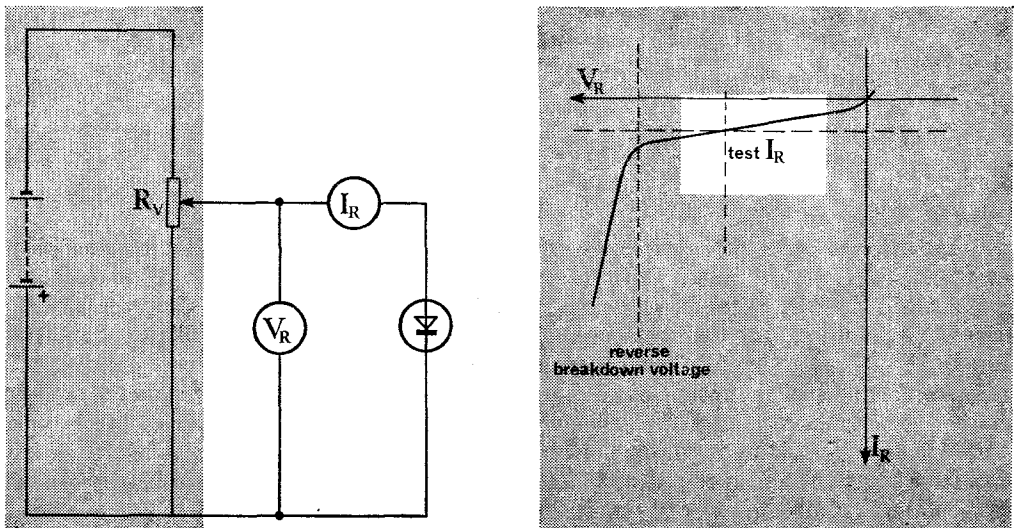 R_V
I_R
V_R
+
V_R
test I_R
reverse
breakdown voltage
I_R